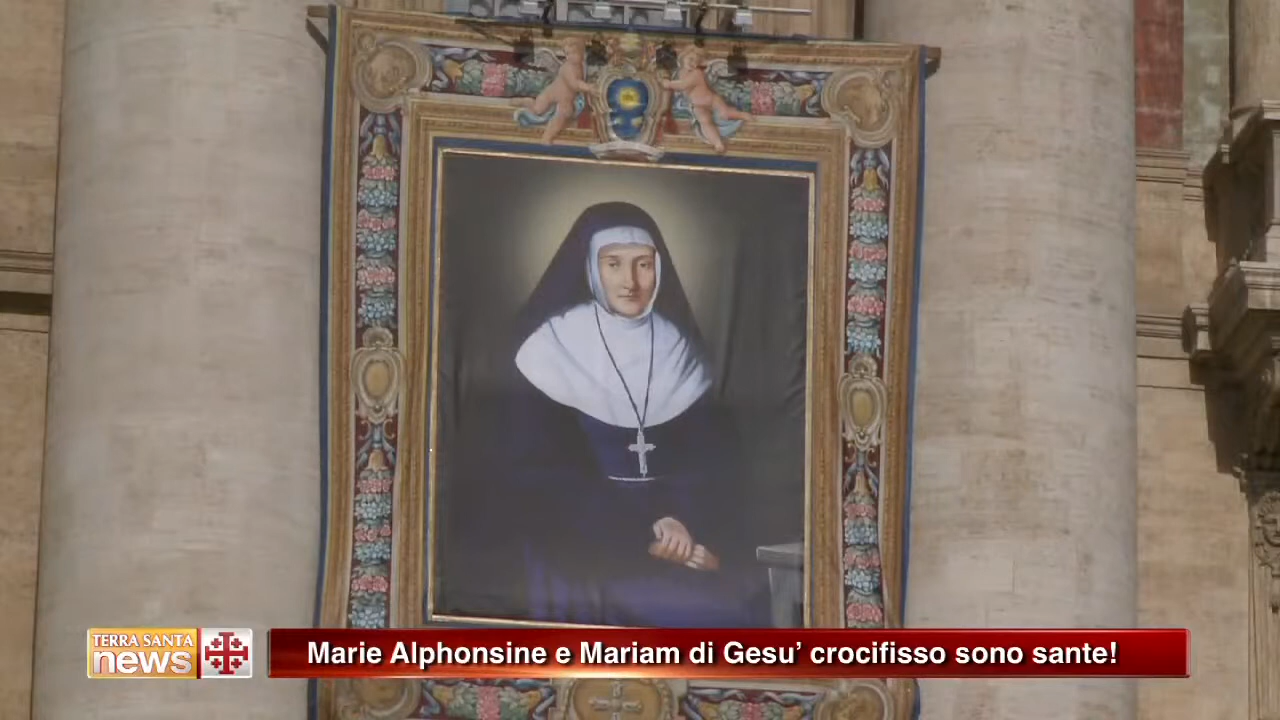 TERRA SANTA
news
Marie Alphonsine e Mariam di Gesu’ crocifisso sono sante!